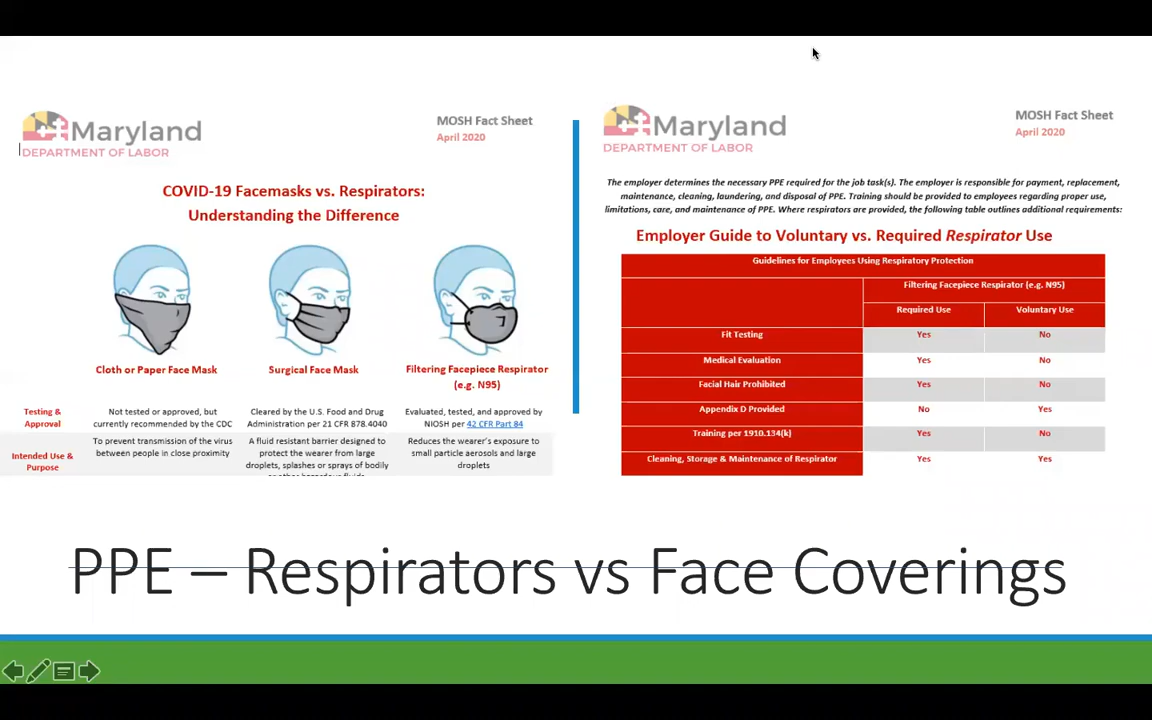 Maryland
DEPARTMENT OF LABOR
MOSH Fact Sheet
April 2020
COVID-19 Facemasks vs. Respirators:
Understanding the Difference
Cloth or Paper Face Mask
Surgical Face Mask
Filtering Facepiece Respirator
(e.g. N95)
Testing &
Approval
Not tested or approved, but
currently recommended by the CDC
Cleared by the U.S. Food and Drug
Administration per 21 CFR 878.4040
Evaluated, tested, and approved by
NIOSH per 42 CFR Part 84
Intended Use &
Purpose
To prevent transmission of the virus
between people in close proximity
A fluid resistant barrier designed to
protect the wearer from large
droplets, splashes or sprays of bodily
or other hazardous fluids
Reduces the wearer's exposure to
small particle aerosols and large
droplets
Maryland
DEPARTMENT OF LABOR
MOSH Fact Sheet
April 2020
The employer determines the necessary PPE required for the job task(s). The employer is responsible for payment, replacement,
maintenance, cleaning, laundering, and disposal of PPE. Training should be provided to employees regarding proper use,
limitations, care, and maintenance of PPE. Where respirators are provided, the following table outlines additional requirements:
Employer Guide to Voluntary vs. Required Respirator Use
Guidelines for Employees Using Respiratory Protection
Filtering Facepiece Respirator (e.g. N95)
Required Use
Voluntary Use
Fit Testing Yes No
Medical Evaluation Yes No
Facial Hair Prohibited Yes No
Appendix D Provided No Yes
Training per 1910.134(k) Yes No
Cleaning, Storage & Maintenance of Respirator Yes Yes
PPE – Respirators vs Face Coverings